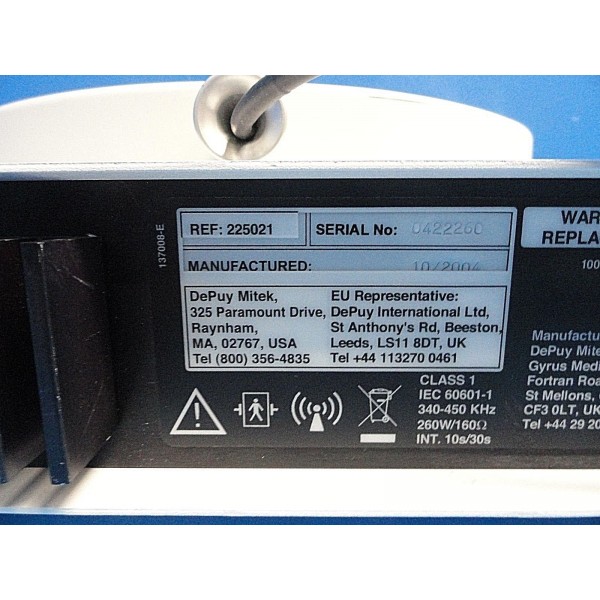 137008-E
REF: 225021
SERIAL No: 0422260
MANUFACTURED: 10/2004
DePuy Mitek,
325 Paramount Drive,
Raynham,
MA, 02767, USA
Tel (800) 356-4835
EU Representative:
DePuy International Ltd,
St Anthony's Rd, Beeston,
Leeds, LS11 8DT, UK
Tel +44 113270 0461
CLASS 1
IEC 60601-1
340-450 KHz
260W/160Ω
INT. 10s/30s
WAR
REPLA
100
Manufactu
DePuy Mite
Gyrus Medi
Fortran Roa
St Mellons,
CF3 0LT, UK
Tel +44 29 20